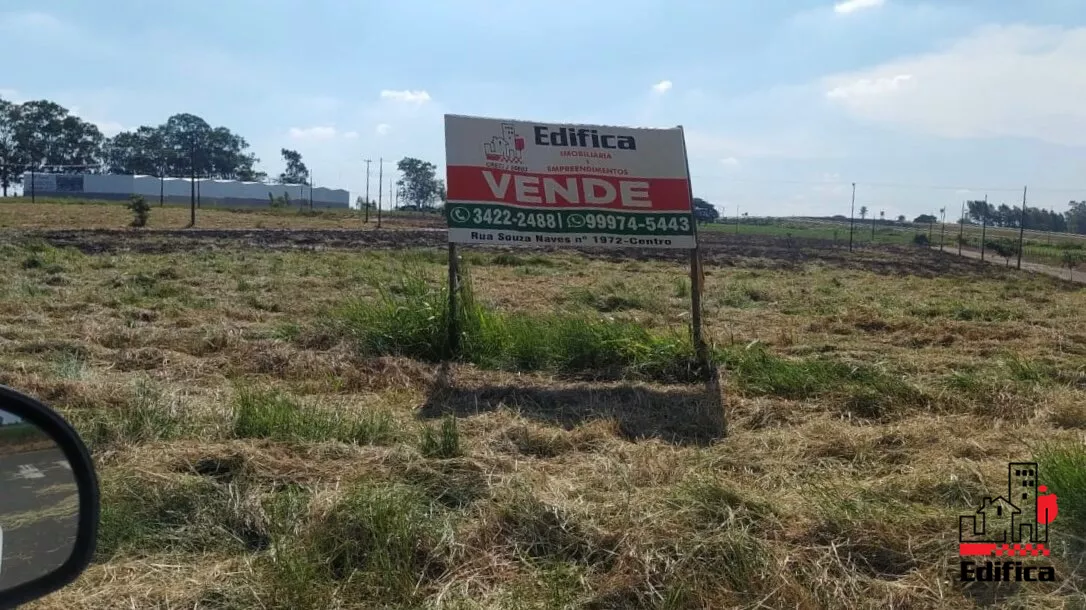 Edifica
IMOBILIÁRIA
E
EMPREENDIMENTOS
VENDE
3422-2488 | 99974-5443
Rua Souza Naves nº 1972-Centro
Edifica